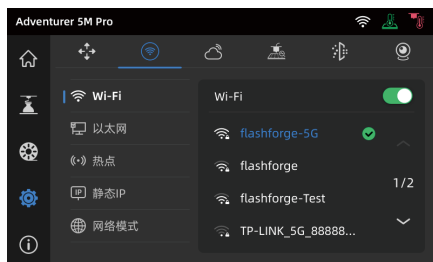 Adventurer 5M Pro
Wi-Fi
以太网
热点
IP 静态IP
网络模式
Wi-Fi
flashforge-5G
flashforge
flashforge-Test
TP-LINK_5G_88888...
1/2